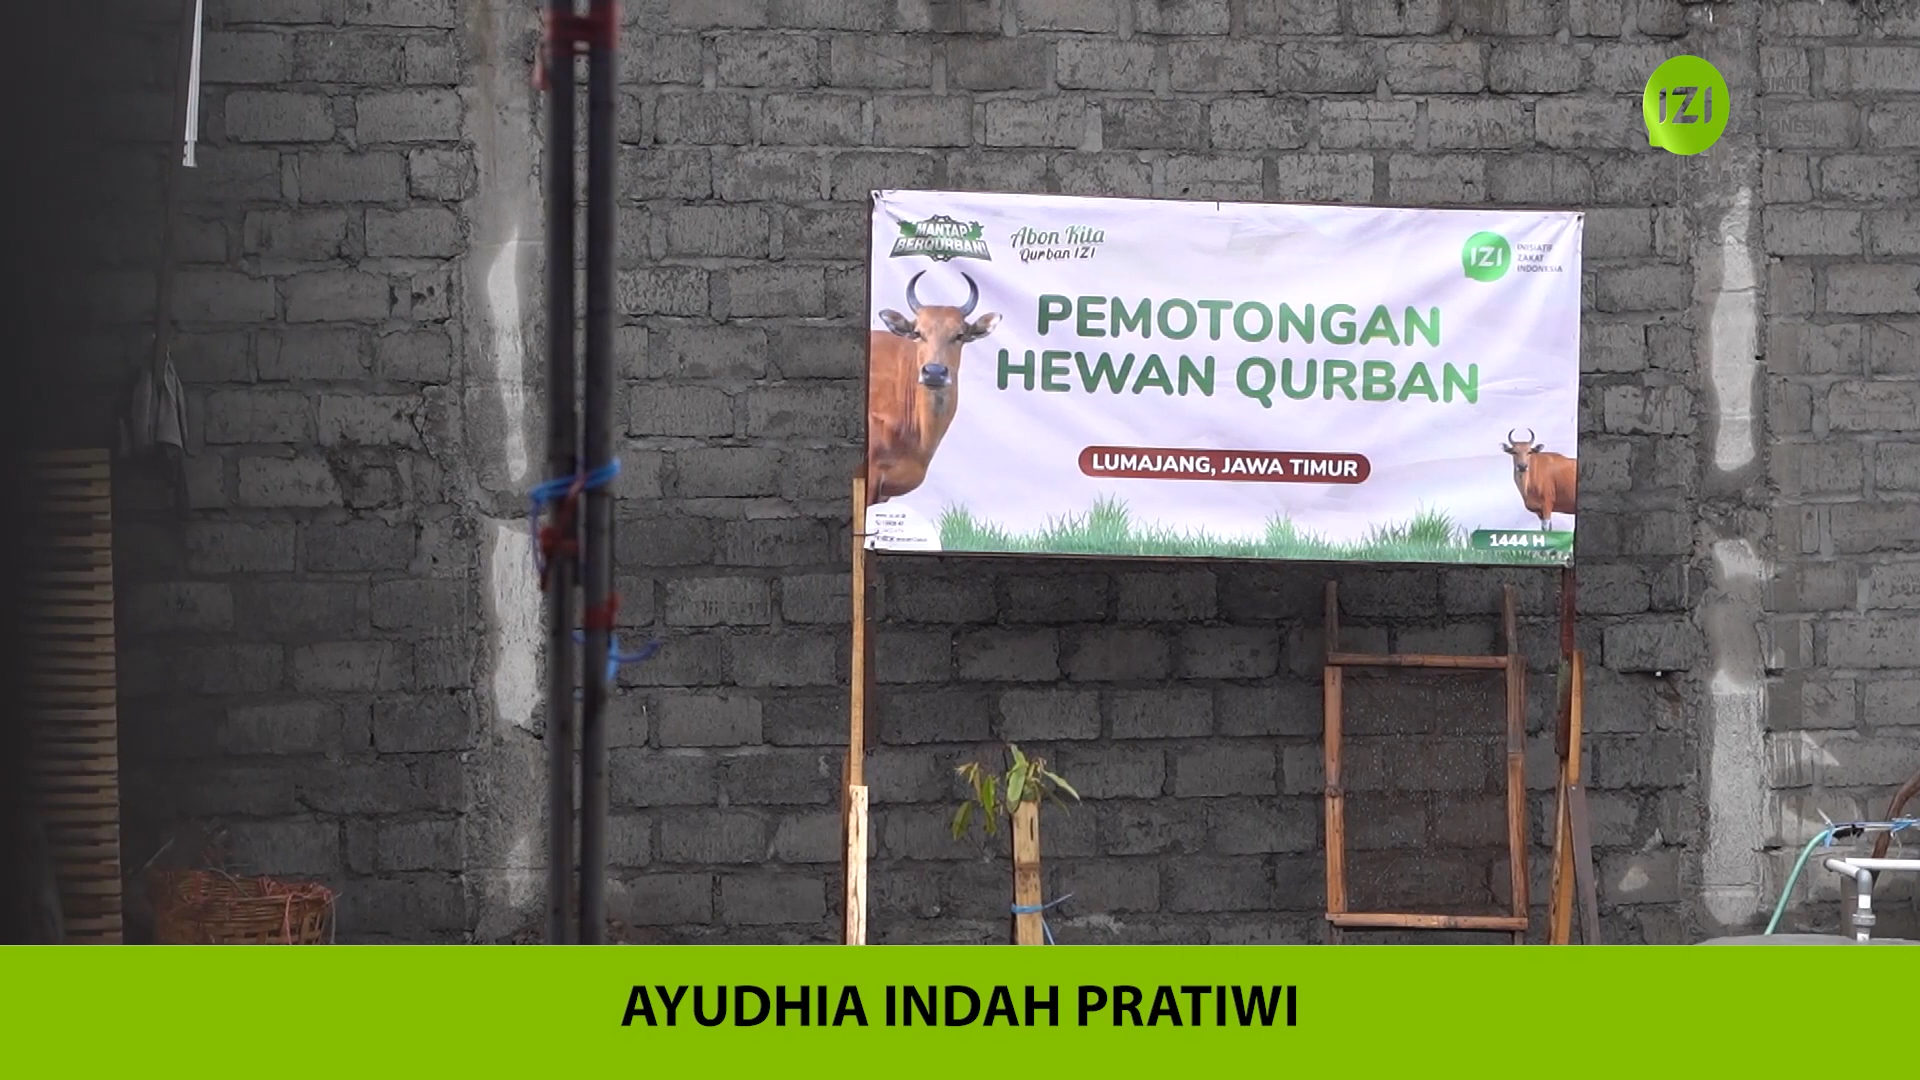 IZI
MANTAP
BERQURBAN!
Abon Kita
Qurban IZI
IZI
INISIATIF
ZAKAT
INDONESIA
PEMOTONGAN
HEWAN QURBAN
LUMAJANG, JAWA TIMUR
1444 H
AYUDHIA INDAH PRATIWI